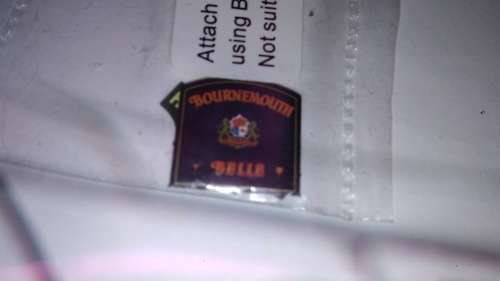 Attach
using B
Not suit
BOURNEMOUTH
BELLE